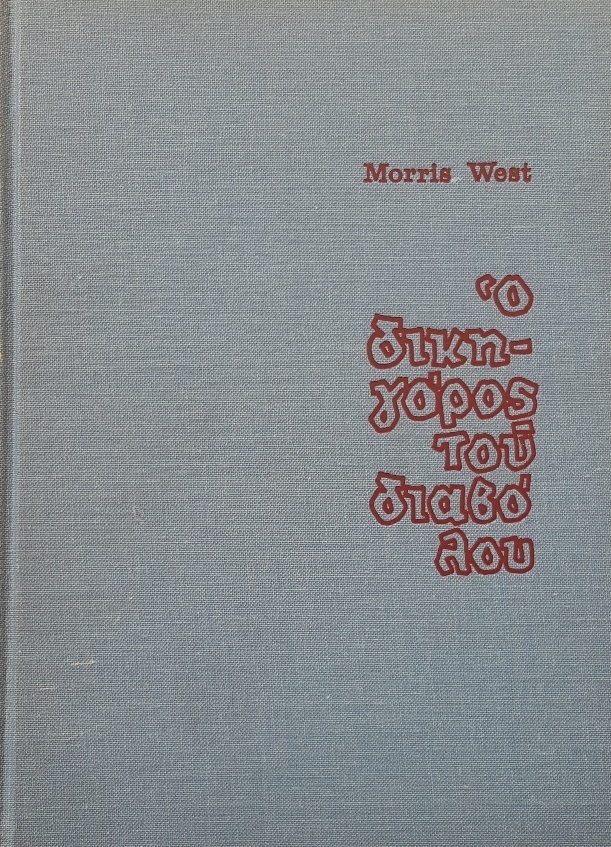 Morris West
Ὁ
δικη-
γόρος
τοῦ
διαβό
λου